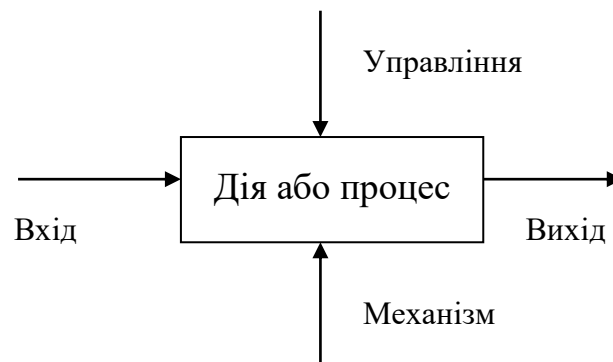 Управління
Дія або процес
Вхід
Вихід
Механізм